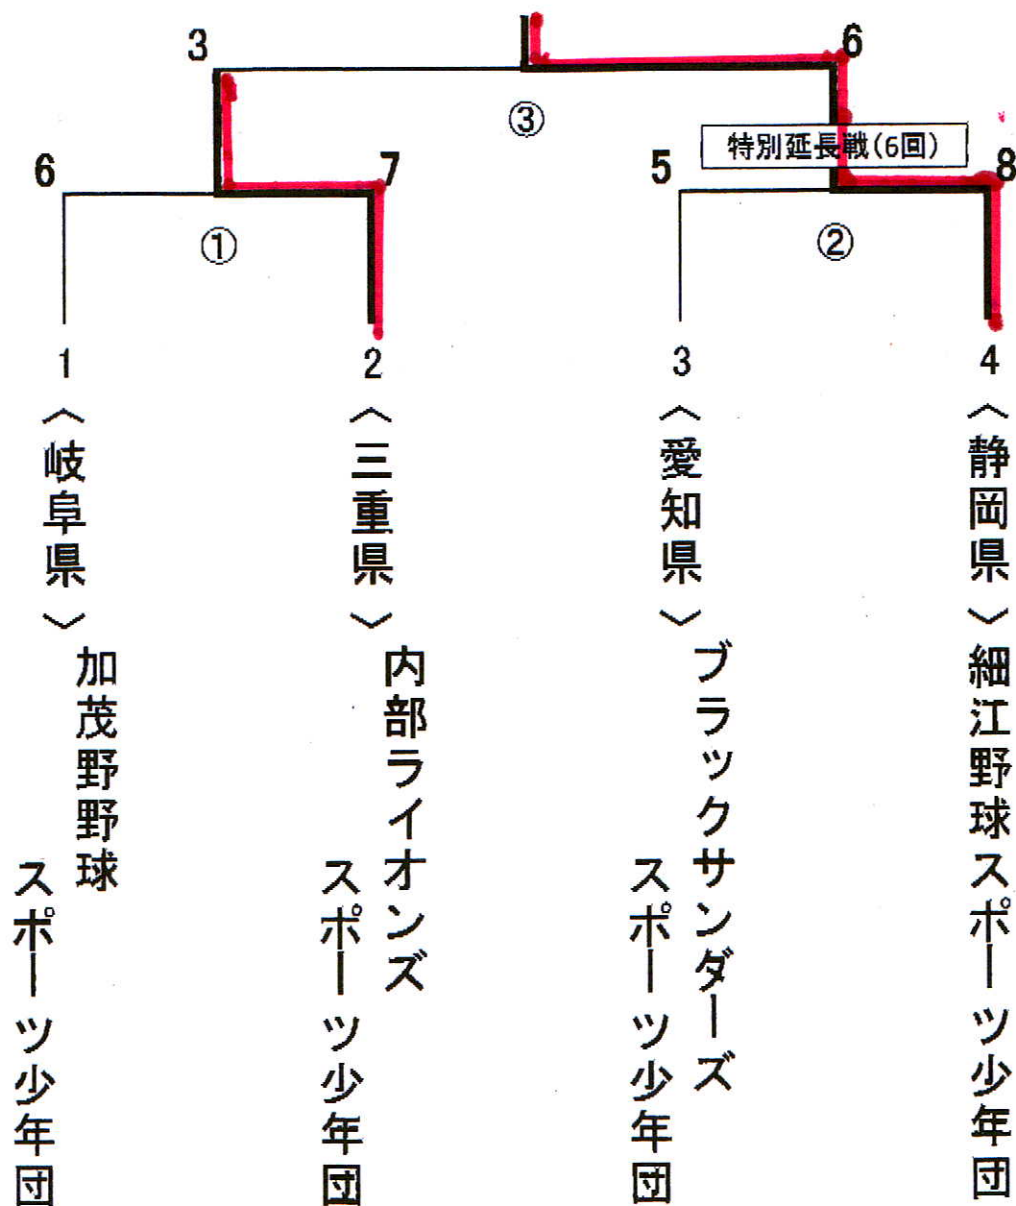 3
6
③
特別延長戦(6回)
6
7
5
8
①
②
1
2
3
4
〈岐阜県〉
加茂野野球
スポーツ少年団
〈三重県〉
内部ライオンズ
スポーツ少年団
〈愛知県〉
ブラックサンダーズ
スポーツ少年団
〈静岡県〉細江野球スポーツ少年団